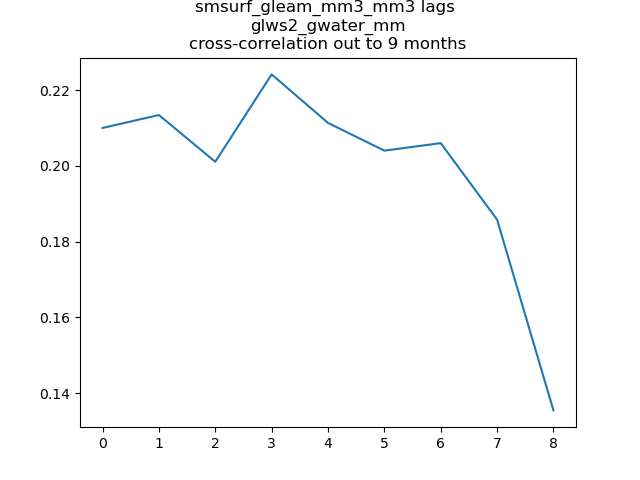 smsurf_gleam_mm3_mm3 lags
glws2_gwater_mm
cross-correlation out to 9 months
0.22
0.20
0.18
0.16
0.14
0 1 2 3 4 5 6 7 8